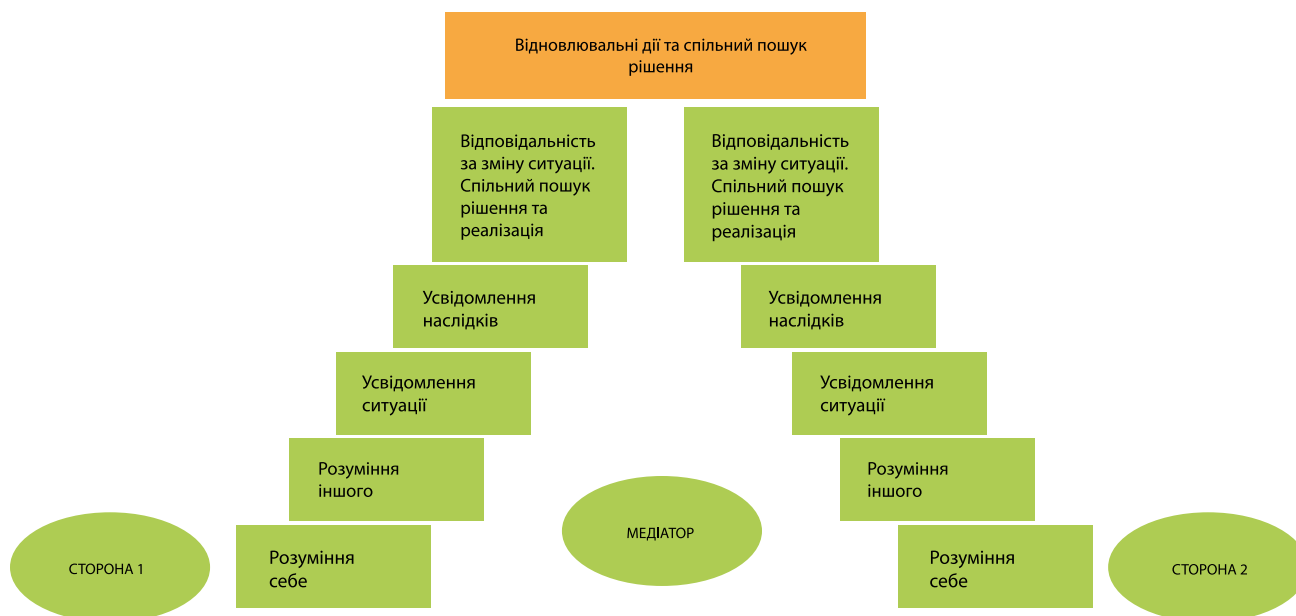 Відновлювальні дії та спільний пошук
рішення
Відповідальність
за зміну ситуації.
Спільний пошук
рішення та
реалізація
Відповідальність
за зміну ситуації.
Спільний пошук
рішення та
реалізація
Усвідомлення
наслідків
Усвідомлення
наслідків
Усвідомлення
ситуації
Усвідомлення
ситуації
Розуміння
іншого
Розуміння
іншого
СТОРОНА 1
Розуміння
себе
МЕДІАТОР
Розуміння
себе
СТОРОНА 2